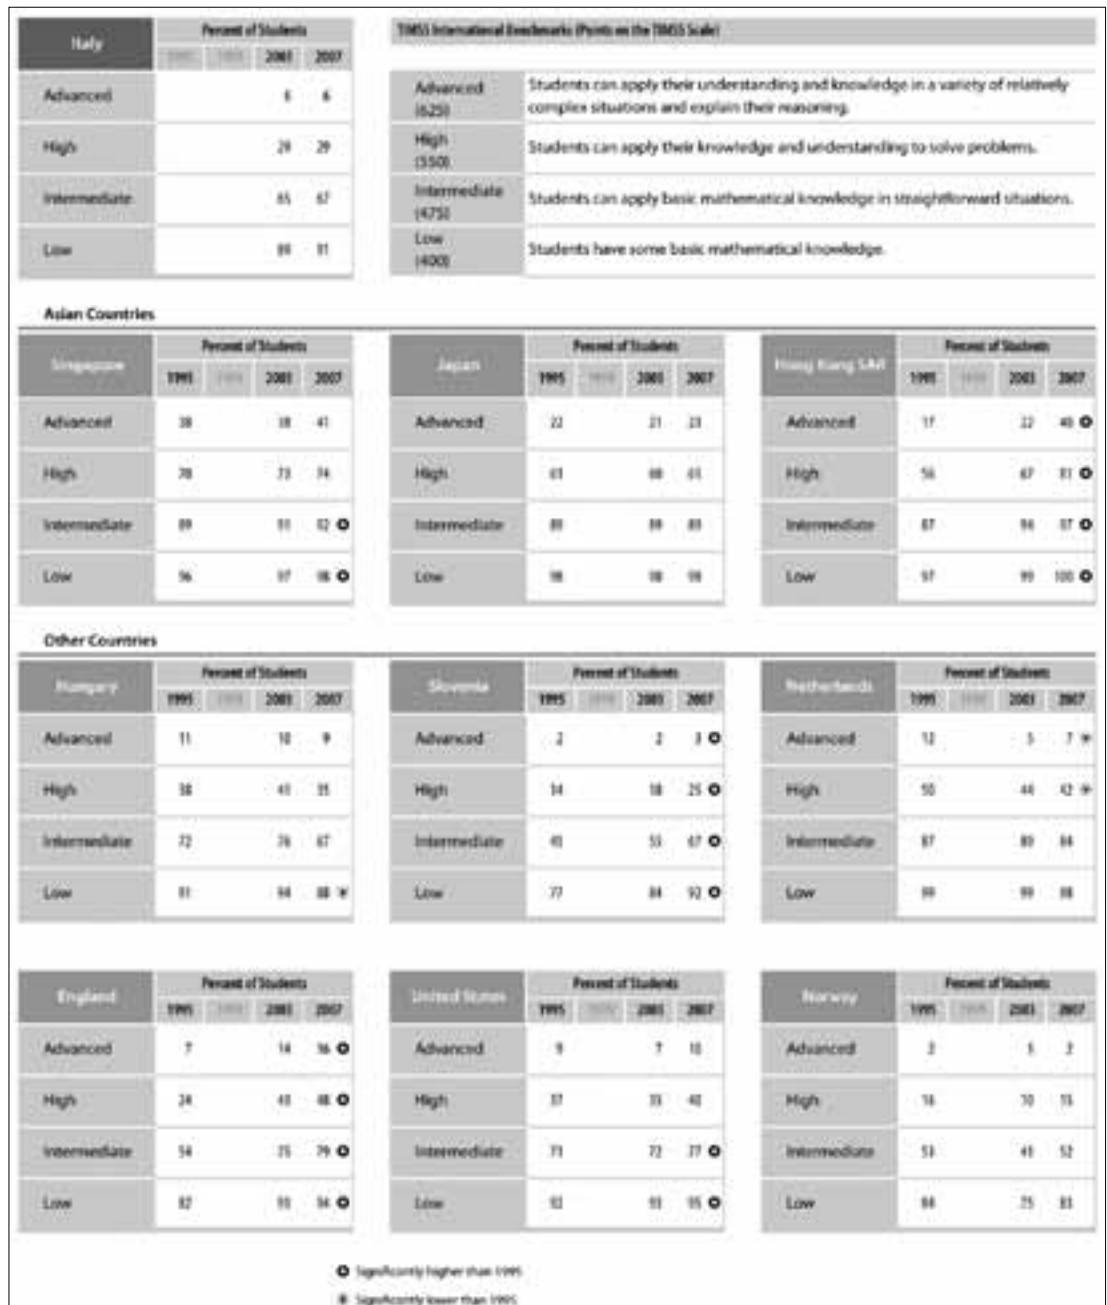 Italy
Percent of Students
2003 2007
Advanced 6 6
High 29 29
Intermediate 65 67
Low 89 91
TIMSS International Benchmarks (Points on the TIMSS Scale)
Advanced (625)
Students can apply their understanding and knowledge in a variety of relatively
complex situations and explain their reasoning.
High (550)
Students can apply their knowledge and understanding to solve problems.
Intermediate (475)
Students can apply basic mathematical knowledge in straightforward situations.
Low (400)
Students have some basic mathematical knowledge.
Asian Countries
Singapore
Percent of Students
1995 2003 2007
Advanced 38 38 41
High 70 73 74
Intermediate 89 91 92
Low 96 97 98
Japan
Percent of Students
1995 2003 2007
Advanced 22 21 23
High 61 60 61
Intermediate 89 89 89
Low 98 98 98
Hong Kong SAR
Percent of Students
1995 2003 2007
Advanced 17 22 40
High 56 67 81
Intermediate 87 94 97
Low 97 99 100
Other Countries
Hungary
Percent of Students
1995 2003 2007
Advanced 11 10 9
High 38 41 35
Intermediate 72 76 67
Low 91 94 88
Slovenia
Percent of Students
1995 2003 2007
Advanced 2 2 3
High 14 18 25
Intermediate 45 55 67
Low 77 84 92
Netherlands
Percent of Students
1995 2003 2007
Advanced 12 5 7
High 50 44 42
Intermediate 87 89 84
Low 99 99 98
England
Percent of Students
1995 2003 2007
Advanced 7 14 16
High 24 43 48
Intermediate 54 75 79
Low 82 93 94
United States
Percent of Students
1995 2003 2007
Advanced 9 7 10
High 37 35 40
Intermediate 71 72 77
Low 92 93 95
Norway
Percent of Students
1995 2003 2007
Advanced 2
High 16 10 15
Intermediate 53 41 52
Low 84 75 83
Significantly higher than 1995
Significantly lower than 1995